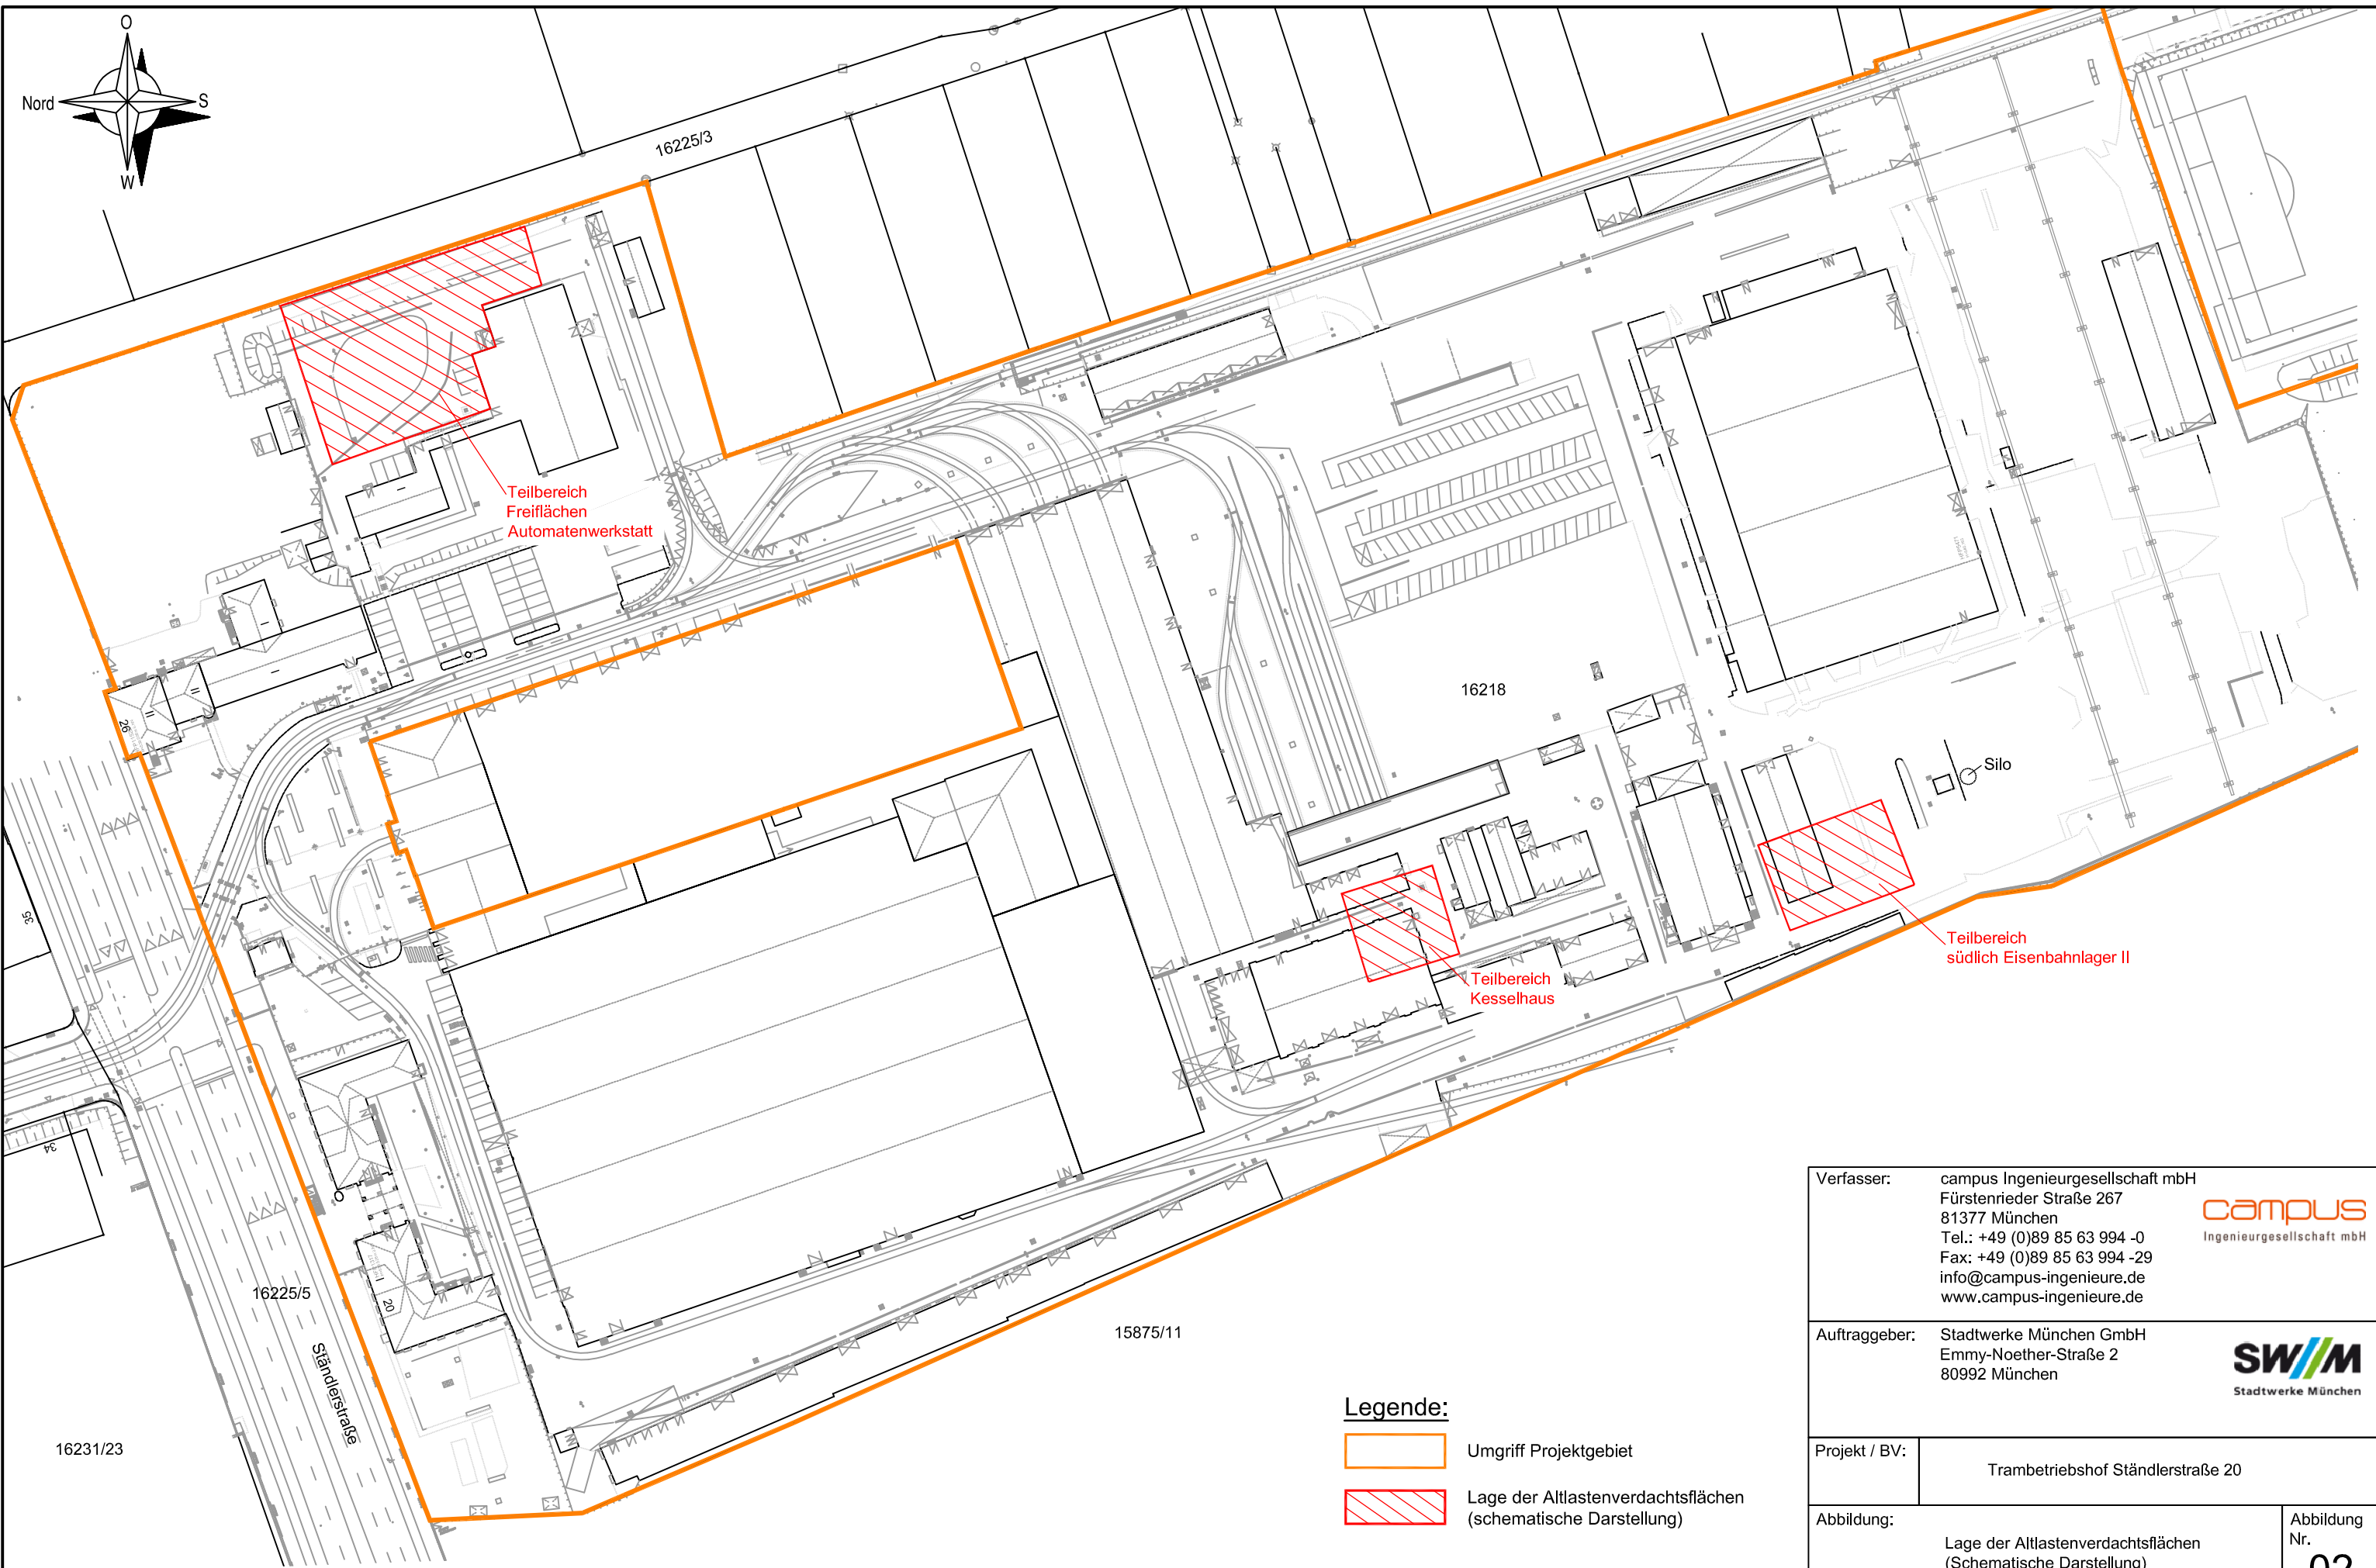 O
Nord
S
W
16225/3
Teilbereich
Freiflächen
Automatenwerkstatt
16218
26
Silo
35
Teilbereich
südlich Eisenbahnlager II
Teilbereich
Kesselhaus
34
16225/5
20
Ständlerstraße
15875/11
16231/23
Legende:
Umgriff Projektgebiet
Lage der Altlastenverdachtsflächen
(schematische Darstellung)
Verfasser:
campus Ingenieurgesellschaft mbH
Fürstenrieder Straße 267
81377 München
Tel.: +49 (0)89 85 63 994 -0
Fax: +49 (0)89 85 63 994 -29
info@campus-ingenieure.de
www.campus-ingenieure.de
campus
Ingenieurgesellschaft mbH
Auftraggeber:
Stadtwerke München GmbH
Emmy-Noether-Straße 2
80992 München
SW//M
Stadtwerke München
Projekt / BV:
Trambetriebshof Ständlerstraße 20
Abbildung:
Lage der Altlastenverdachtsflächen
(Schematische Darstellung)
Abbildung
Nr.
02